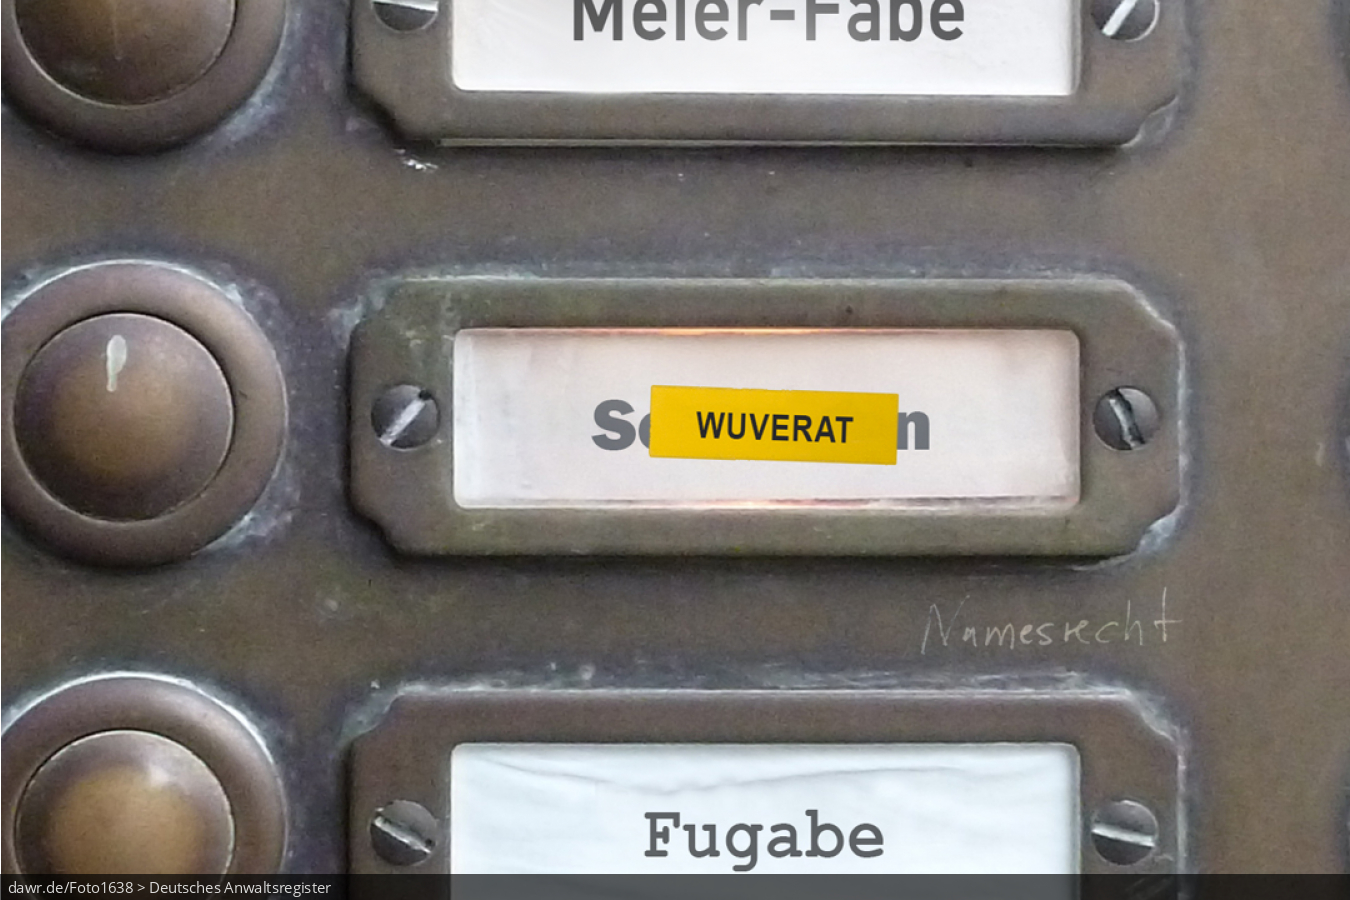 Meier-Fabe
WUVERAT
Namesrecht
Fugabe
dawr.de/Foto1638 > Deutsches Anwaltsregister